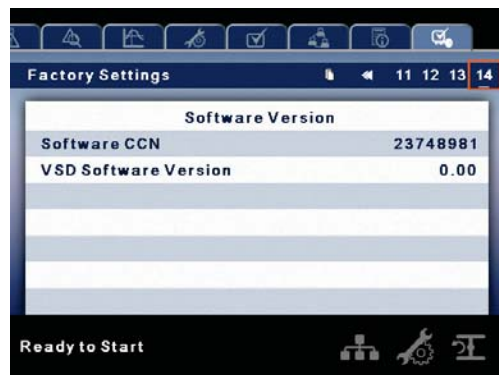 Factory Settings 11 12 13 14
Software Version
Software CCN 23748981
VSD Software Version 0.00
Ready to Start